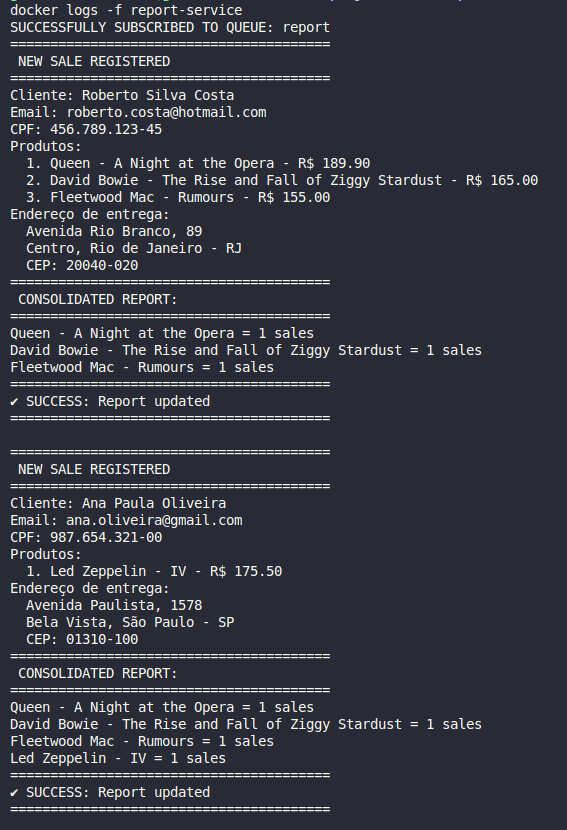 docker logs -f report-service
SUCCESSFULLY SUBSCRIBED TO QUEUE: report
========================================
 NEW SALE REGISTERED
========================================
Cliente: Roberto Silva Costa
Email: roberto.costa@hotmail.com
CPF: 456.789.123-45
Produtos:
  1. Queen - A Night at the Opera - R$ 189.90
  2. David Bowie - The Rise and Fall of Ziggy Stardust - R$ 165.00
  3. Fleetwood Mac - Rumours - R$ 155.00
Endereço de entrega:
  Avenida Rio Branco, 89
  Centro, Rio de Janeiro - RJ
  CEP: 20040-020
========================================
 CONSOLIDATED REPORT:
========================================
Queen - A Night at the Opera = 1 sales
David Bowie - The Rise and Fall of Ziggy Stardust = 1 sales
Fleetwood Mac - Rumours = 1 sales
========================================
✔ SUCCESS: Report updated
========================================

========================================
 NEW SALE REGISTERED
========================================
Cliente: Ana Paula Oliveira
Email: ana.oliveira@gmail.com
CPF: 987.654.321-00
Produtos:
  1. Led Zeppelin - IV - R$ 175.50
Endereço de entrega:
  Avenida Paulista, 1578
  Bela Vista, São Paulo - SP
  CEP: 01310-100
========================================
 CONSOLIDATED REPORT:
========================================
Queen - A Night at the Opera = 1 sales
David Bowie - The Rise and Fall of Ziggy Stardust = 1 sales
Fleetwood Mac - Rumours = 1 sales
Led Zeppelin - IV = 1 sales
========================================
✔ SUCCESS: Report updated
========================================